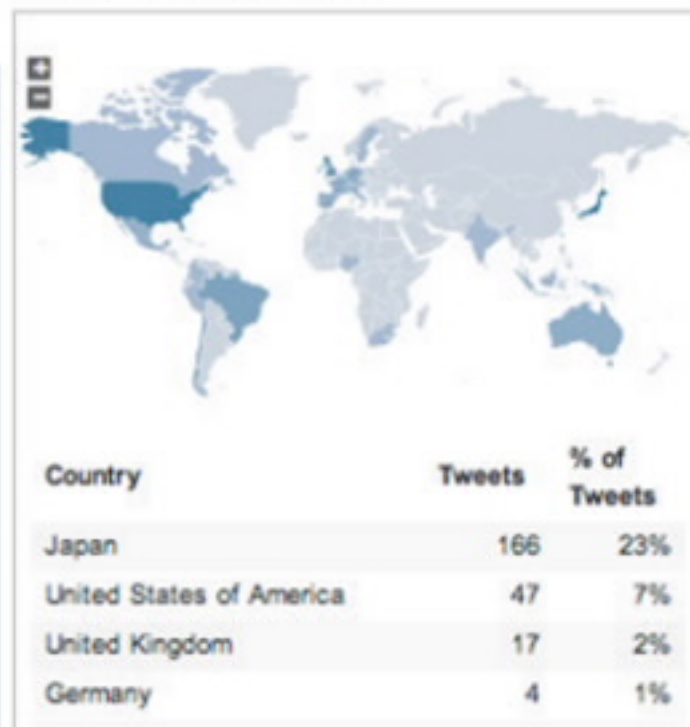 +
-
Country Tweets % of Tweets
Japan 166 23%
United States of America 47 7%
United Kingdom 17 2%
Germany 4 1%